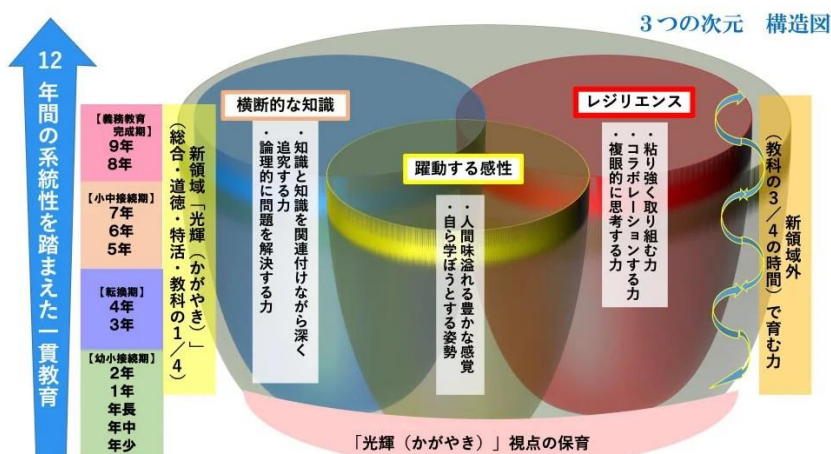 3つの次元 構造図
12年間の系統性を踏まえた一貫教育
【義務教育
完成期】
9年
8年
【小中接続期】
7年
6年
5年
【転換期】
4年
3年
【幼小接続期】
2年
1年
年長
年中
年少
新領域「光輝(かがやき)」
(総合・道徳・特活・教科の1/4)
横断的な知識
・知識と知識を関連付けながら深く
追究する力
・論理的に問題を解決する力
躍動する感性
・人間味溢れる豊かな感覚
・自ら学ぼうとする姿勢
レジリエンス
・粘り強く取り組む力
・コラボレーションする力
・複眼的に思考する力
新領域外
(教科の3/4の時間)で育む力
「光輝(かがやき)」視点の保育